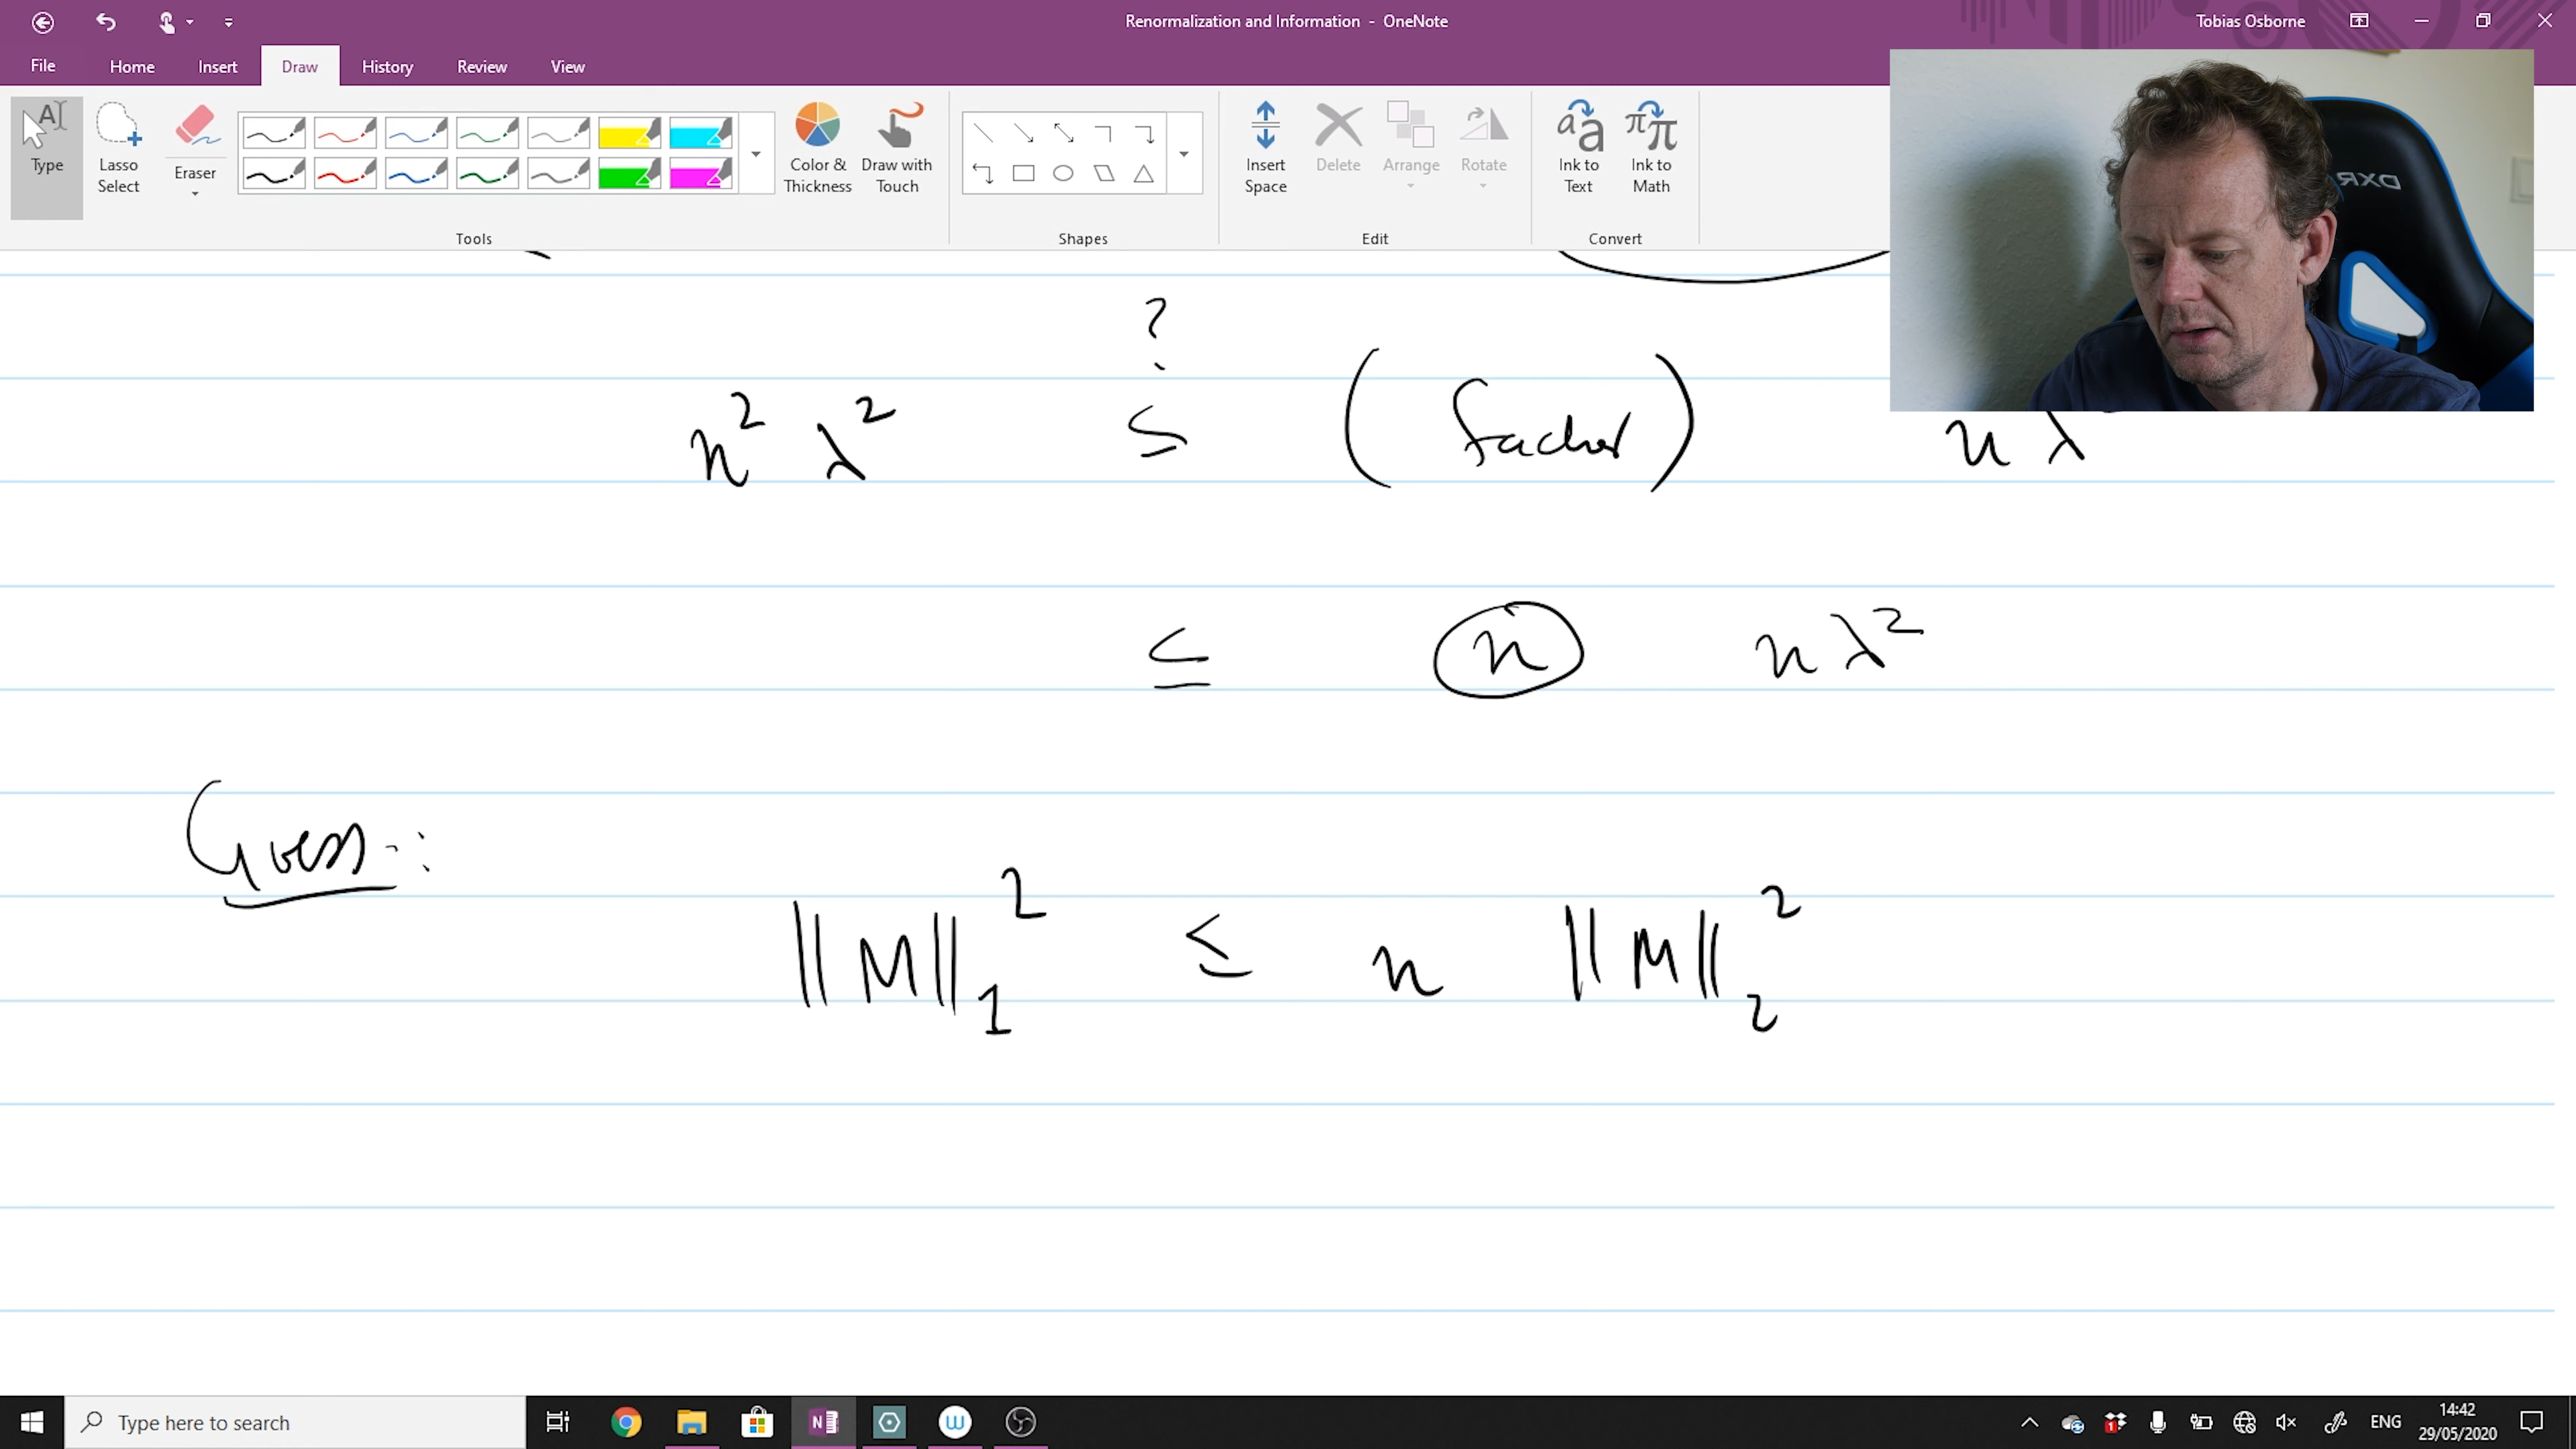 Renormalization and Information - OneNote
Tobias Osborne
File Home Insert Draw History Review View
Type
Lasso Select
Eraser
Color & Thickness
Draw with Touch
Insert Space
Delete
Arrange
Rotate
Ink to Text
Ink to Math
Tools
Shapes
Edit
Convert
DXR
?
n² λ² ≤ (factor) n λ
≤ n n λ²
Guess:
||M||₁² ≤ n ||M||₂²
Type here to search
ENG
14:42
29/05/2020